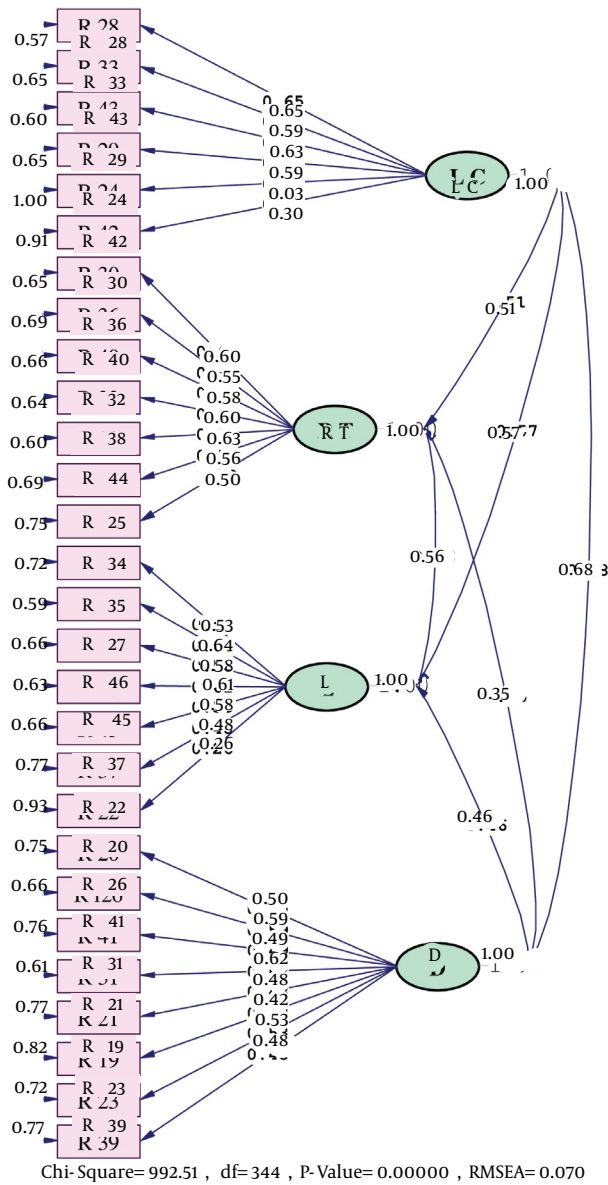 0.57 R 28
0.65 R 33
0.60 R 43
0.65 R 29
1.00 R 24
0.91 R 42
0.65 R 30
0.69 R 36
0.66 R 40
0.64 R 32
0.60 R 38
0.69 R 44
0.75 R 25
0.72 R 34
0.59 R 35
0.66 R 27
0.63 R 46
0.66 R 45
0.77 R 37
0.93 R 22
0.75 R 20
0.66 R 26
0.76 R 41
0.61 R 31
0.77 R 21
0.82 R 19
0.72 R 23
0.77 R 39
0.65
0.59
0.63
0.59
0.03
0.30
LC 1.00
0.60
0.55
0.58
0.60
0.63
0.56
0.50
RT 1.00
0.53
0.64
0.58
0.61
0.58
0.48
0.26
L 1.00
0.50
0.59
0.49
0.62
0.48
0.42
0.53
0.48
D 1.00
0.51
0.57
0.56
0.68
0.35
0.46
Chi-Square=992.51 , df=344 , P-Value=0.00000 , RMSEA=0.070